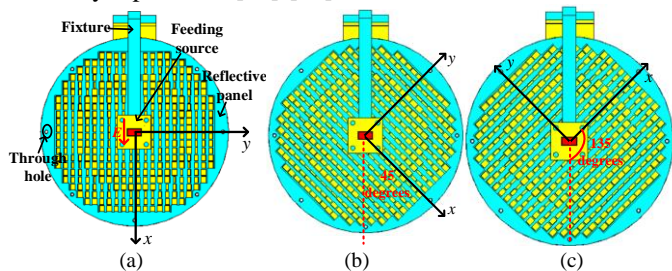 Fixture
Feeding
source
Reflective
panel
E
y
Through
hole
x
(a)
y
45
degrees
x
(b)
y
x
135
degrees
(c)